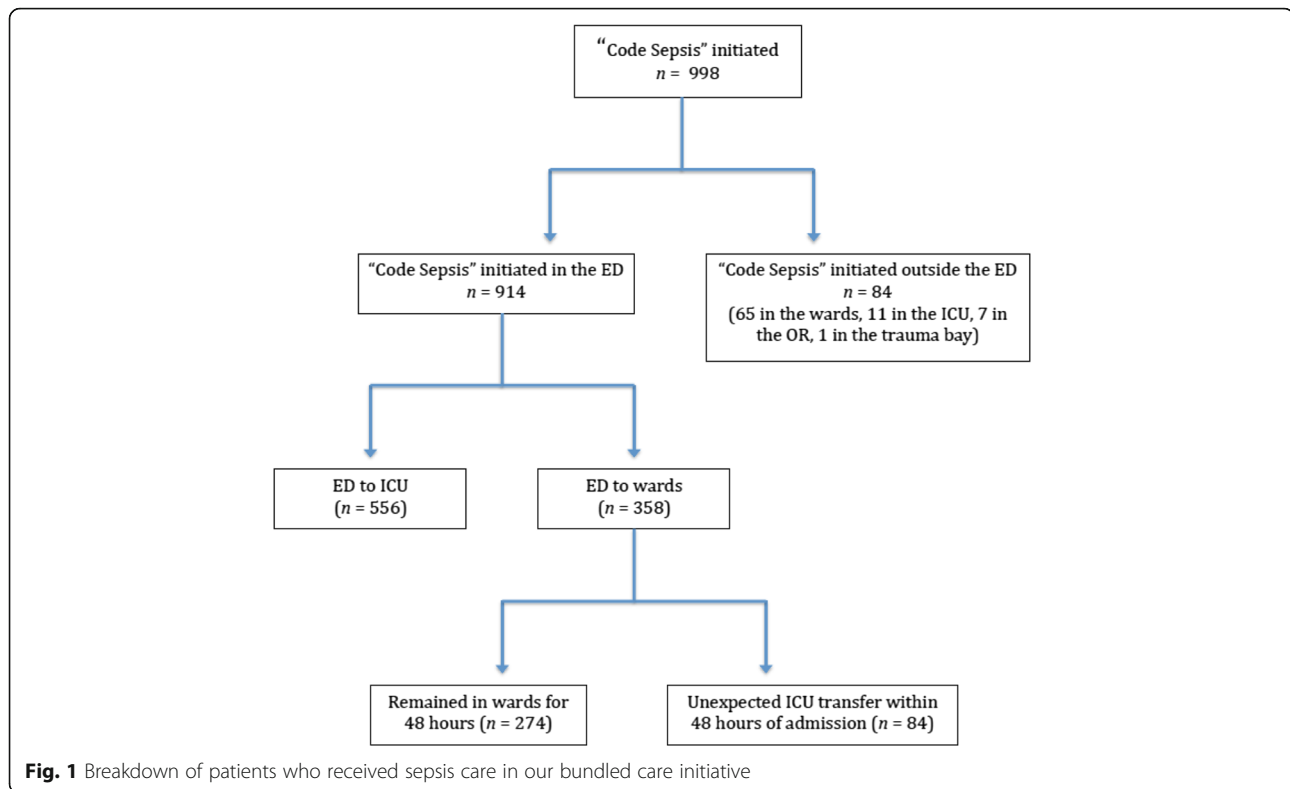 “Code Sepsis” initiated
n = 998
“Code Sepsis” initiated in the ED
n = 914
“Code Sepsis” initiated outside the ED
n = 84
(65 in the wards, 11 in the ICU, 7 in
the OR, 1 in the trauma bay)
ED to ICU
(n = 556)
ED to wards
(n = 358)
Remained in wards for
48 hours (n = 274)
Unexpected ICU transfer within
48 hours of admission (n = 84)
Fig. 1 Breakdown of patients who received sepsis care in our bundled care initiative